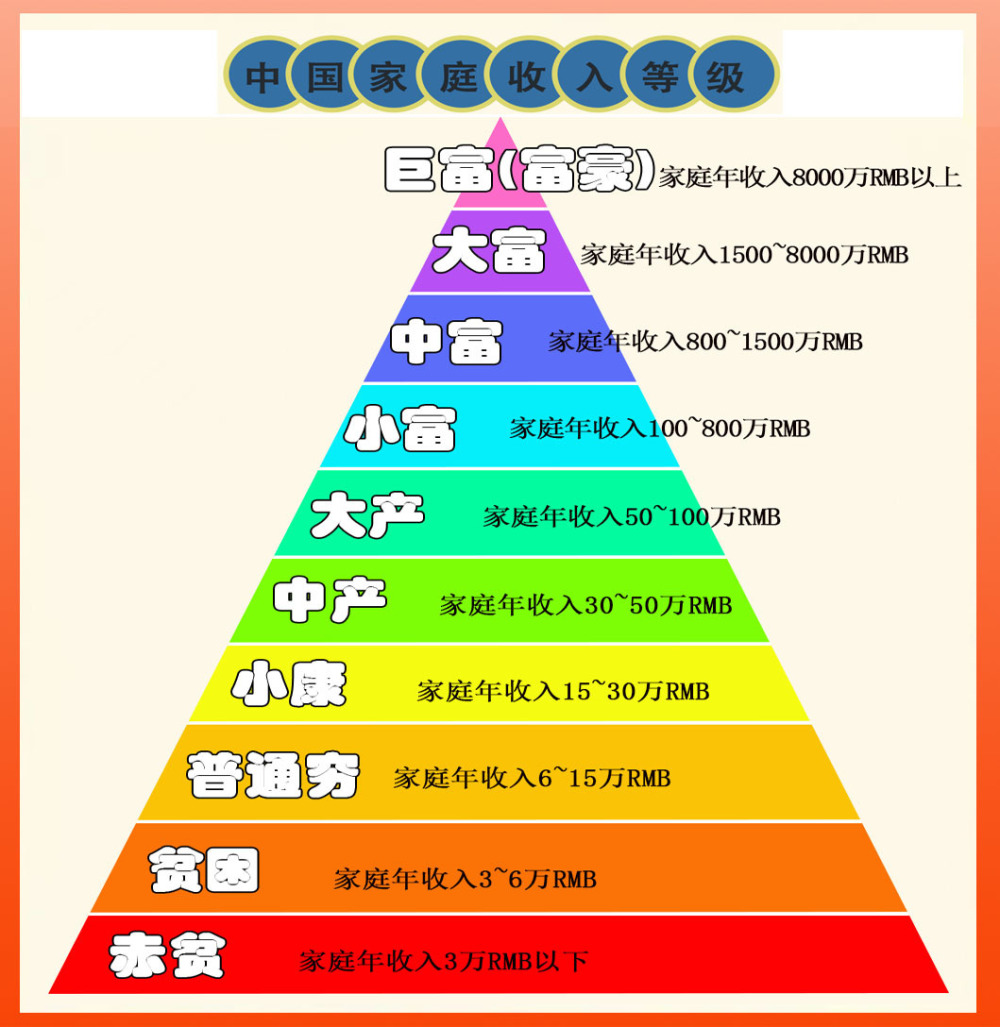 中国家庭收入等级
巨富(富豪)家庭年收入8000万RMB以上
大富 家庭年收入1500~8000万RMB
中富 家庭年收入800~1500万RMB
小富 家庭年收入100~800万RMB
大产 家庭年收入50~100万RMB
中产 家庭年收入30~50万RMB
小康 家庭年收入15~30万RMB
普通穷 家庭年收入6~15万RMB
贫困 家庭年收入3~6万RMB
赤贫 家庭年收入3万RMB以下